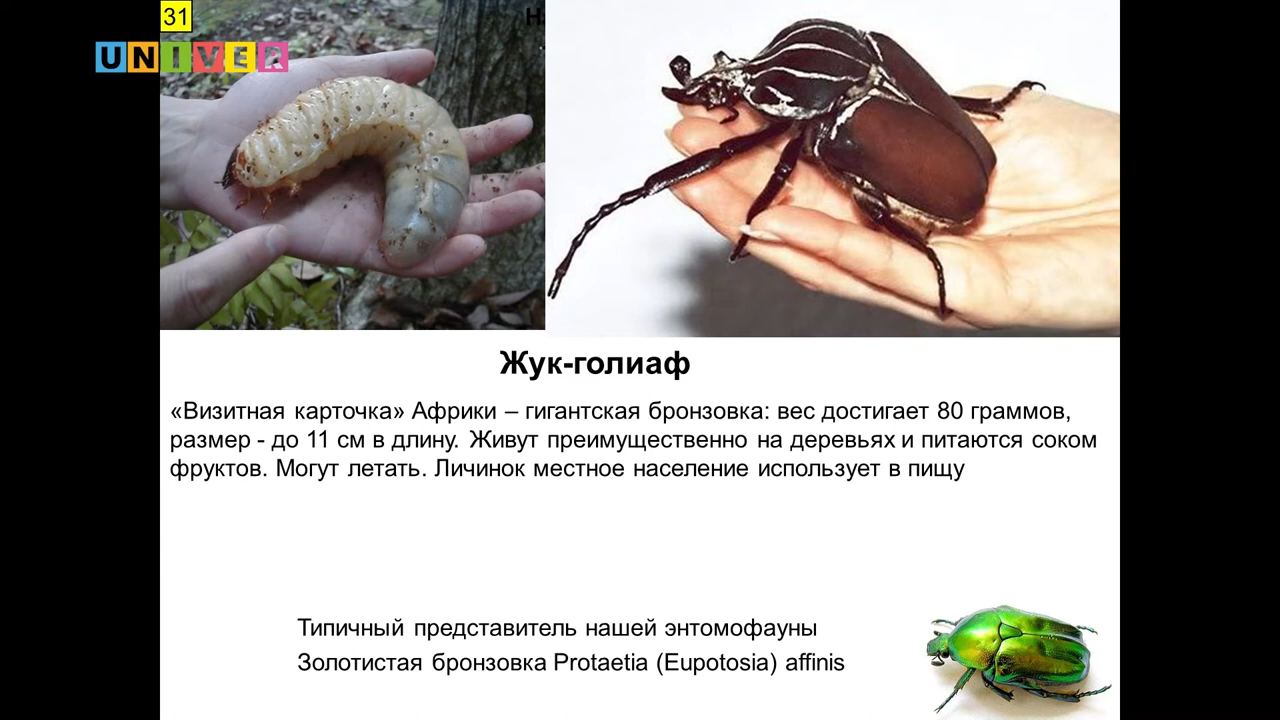 31
UNIVER
Жук-голиаф
«Визитная карточка» Африки – гигантская бронзовка: вес достигает 80 граммов,
размер - до 11 см в длину. Живут преимущественно на деревьях и питаются соком
фруктов. Могут летать. Личинок местное население использует в пищу
Типичный представитель нашей энтомофауны
Золотистая бронзовка Protaetia (Eupotosia) affinis